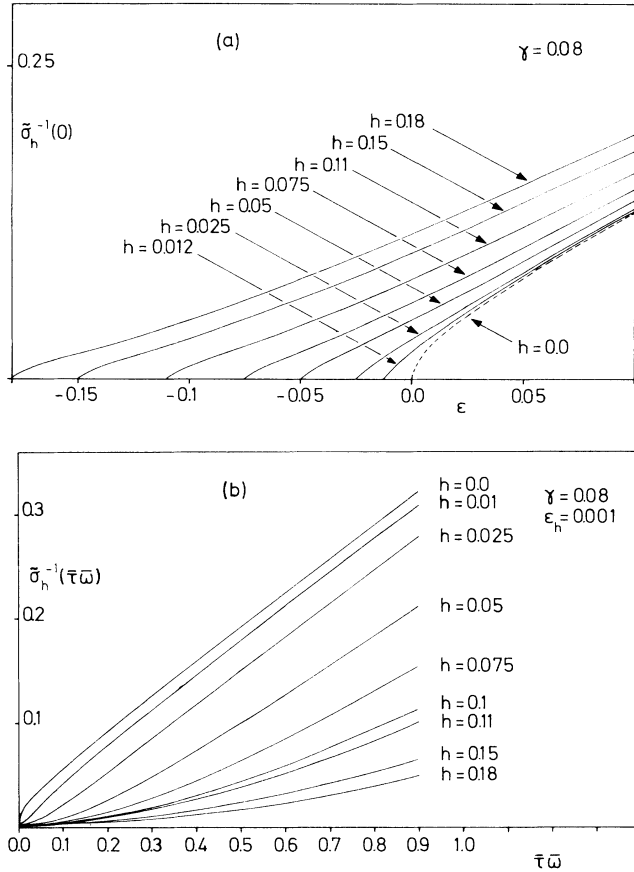 (a)
γ = 0.08
0.25
σ̃h⁻¹(0)
h = 0.18
h = 0.15
h = 0.11
h = 0.075
h = 0.05
h = 0.025
h = 0.012
h = 0.0
-0.15 -0.1 -0.05 0.0 0.05
ε
(b)
h = 0.0
h = 0.01
h = 0.025
h = 0.05
h = 0.075
h = 0.1
h = 0.11
h = 0.15
h = 0.18
γ = 0.08
εh = 0.001
0.3
σ̃h⁻¹(τ̄ω̄)
0.2
0.1
0.0 0.1 0.2 0.3 0.4 0.5 0.6 0.7 0.8 0.9 1.0
τ̄ω̄